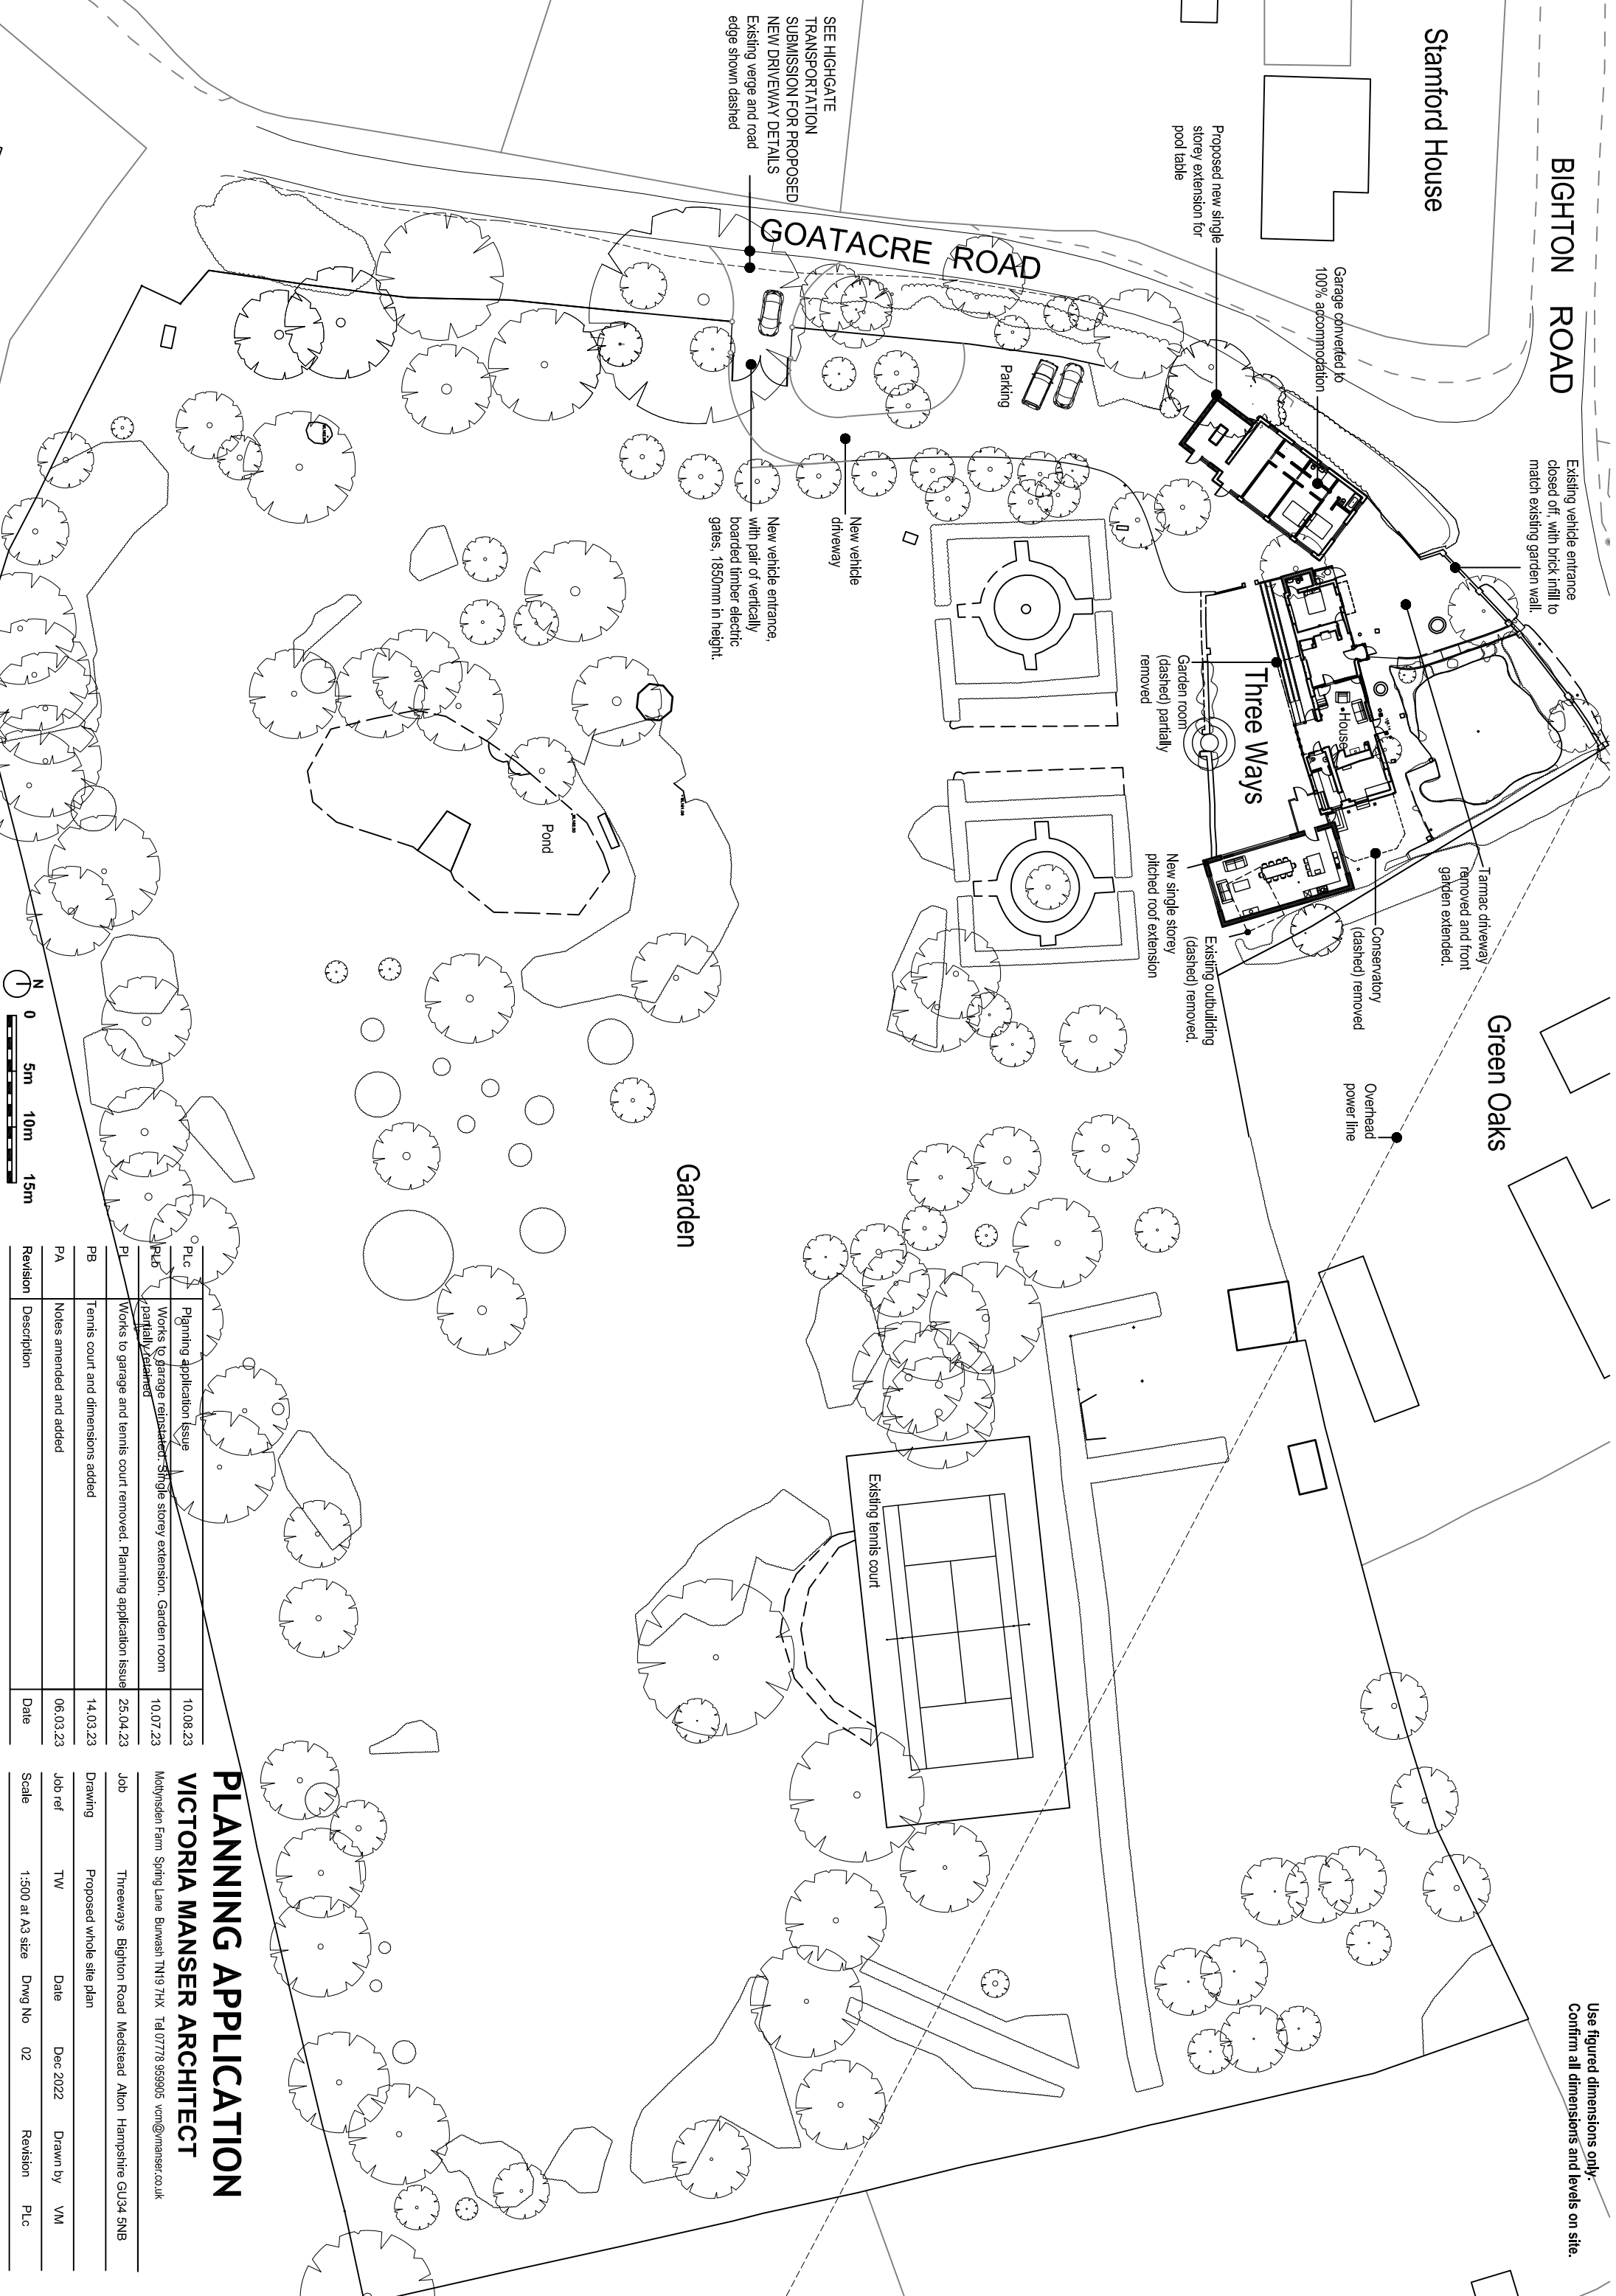 BIGHTON ROAD
Stamford House
GOATACRE ROAD
SEE HIGHGATE
TRANSPORTATION
SUBMISSION FOR PROPOSED
NEW DRIVEWAY DETAILS
Existing verge and road
edge shown dashed
Proposed new single
storey extension for
pool table
Garage converted to
100% accommodation
Existing vehicle entrance
closed off, with brick infill to
match existing garden wall.
Parking
New vehicle
driveway
New vehicle entrance,
with pair of vertically
boarded timber electric
gates, 1850mm in height.
Garden room
(dashed) partially
removed
Three Ways
House
Tarmac driveway
removed and front
garden extended.
Conservatory
(dashed) removed
New single storey
pitched roof extension
Existing outbuilding
(dashed) removed.
Pond
Green Oaks
Overhead
power line
Garden
Existing tennis court
Use figured dimensions only.
Confirm all dimensions and levels on site.
N
0 5m 10m 15m
PLc Planning application issue 10.08.23
PLb Works to garage reinstated. Single storey extension. Garden room
partially retained 10.07.23
PL Works to garage and tennis court removed. Planning application issue 25.04.23
PB Tennis court and dimensions added 14.03.23
PA Notes amended and added 06.03.23
Revision Description Date
PLANNING APPLICATION
VICTORIA MANSER ARCHITECT
Mottynsden Farm Spring Lane Burwash TN19 7HX Tel 07778 959905 vcm@vmanser.co.uk
Job Threeways Bighton Road Medstead Alton Hampshire GU34 5NB
Drawing Proposed whole site plan
Job ref TW Date Dec 2022 Drawn by VM
Scale 1:500 at A3 size Drwg No 02 Revision PLc